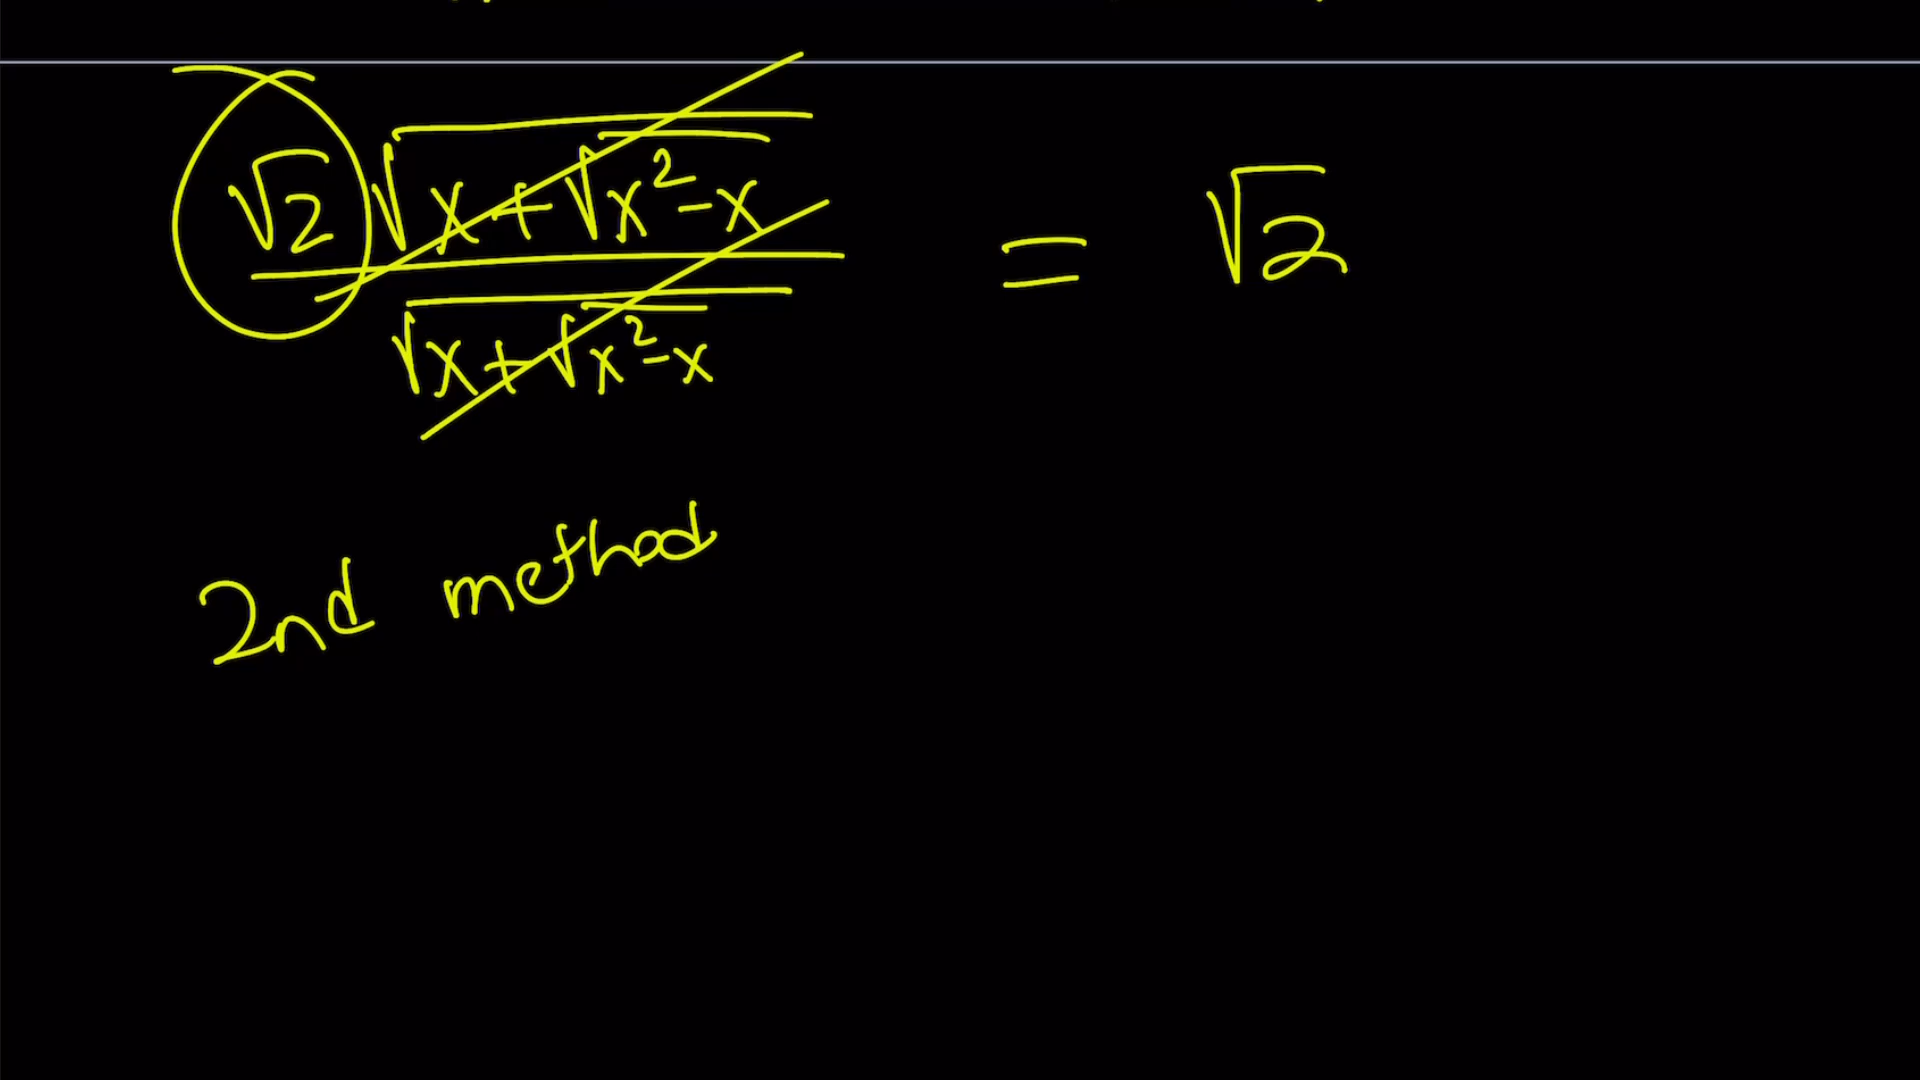 √2 √(x+√(x²-x)) / √(x+√(x²-x)) = √2
2nd method